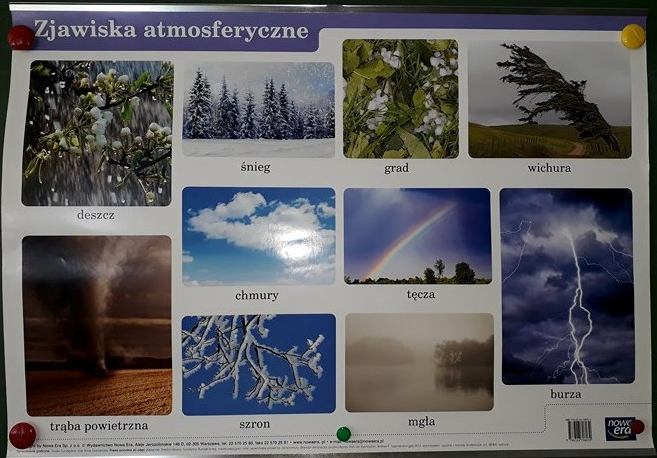 Zjawiska atmosferyczne
deszcz
śnieg
grad
wichura
chmury
tęcza
trąba powietrzna
szron
mgła
burza
nowa
era